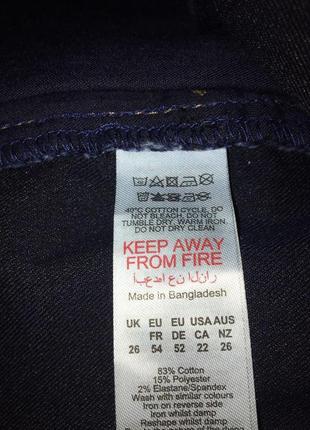 40°C COTTON CYCLE, DO
NOT BLEACH, DO NOT
TUMBLE DRY, WARM IRON,
DO NOT DRY CLEAN
KEEP AWAY
FROM FIRE
أبعدها عن النار
Made in Bangladesh
UK EU EU USA AUS
FR DE CA NZ
26 54 52 22 26
83% Cotton
15% Polyester
2% Elastane/Spandex
Wash with similar colours
Iron on reverse side
Iron whilst damp
Reshape whilst damp